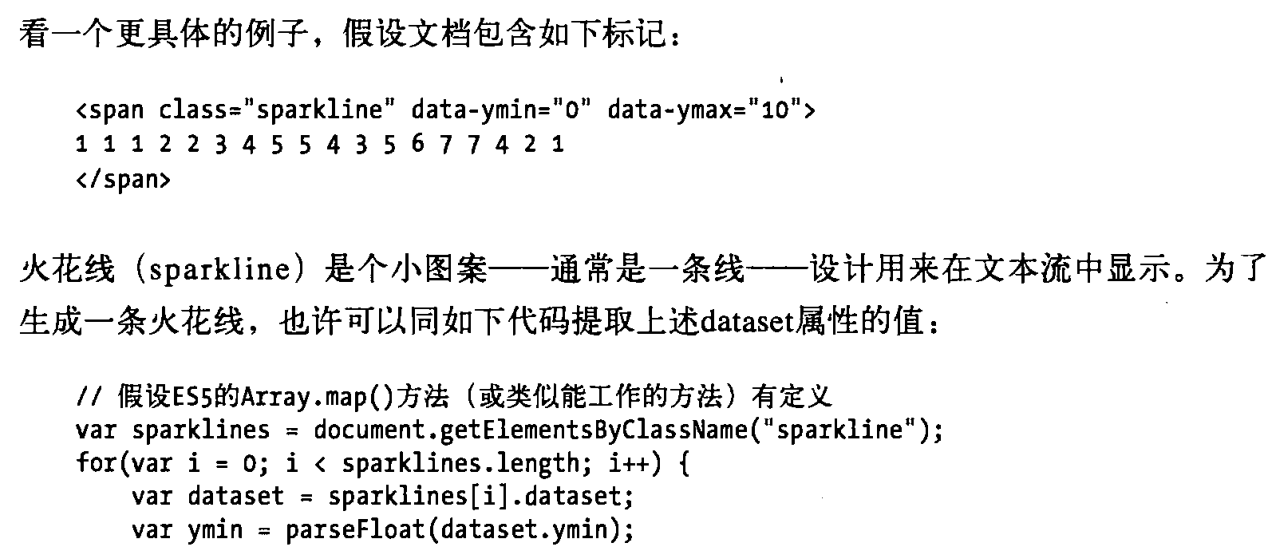 看一个更具体的例子，假设文档包含如下标记：
<span class="sparkline" data-ymin="0" data-ymax="10">
1 1 1 2 2 3 4 5 5 4 3 5 6 7 7 4 2 1
</span>
火花线（sparkline）是个小图案——通常是一条线——设计用来在文本流中显示。为了
生成一条火花线，也许可以同如下代码提取上述dataset属性的值：
// 假设ES5的Array.map()方法（或类似能工作的方法）有定义
var sparklines = document.getElementsByClassName("sparkline");
for(var i = 0; i < sparklines.length; i++) {
    var dataset = sparklines[i].dataset;
    var ymin = parseFloat(dataset.ymin);